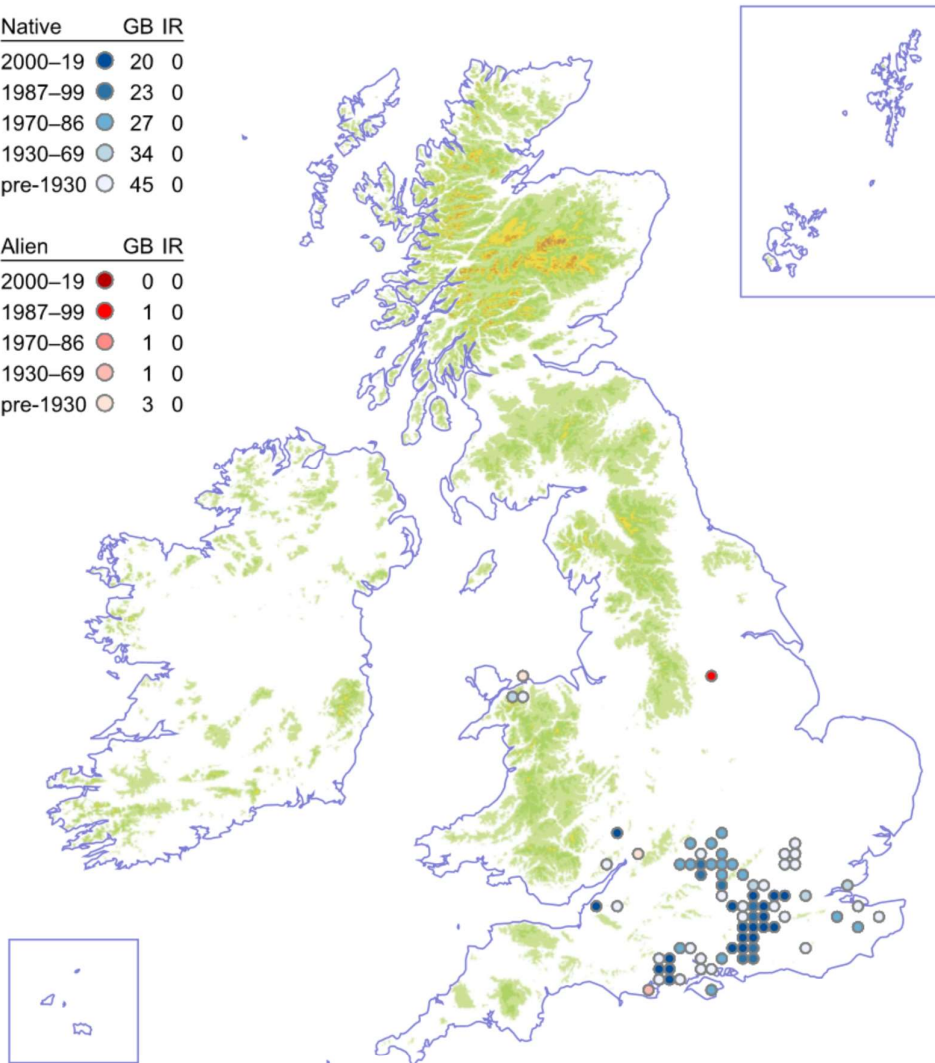 Native GB IR
2000–19 20 0
1987–99 23 0
1970–86 27 0
1930–69 34 0
pre-1930 45 0
Alien GB IR
2000–19 0 0
1987–99 1 0
1970–86 1 0
1930–69 1 0
pre-1930 3 0